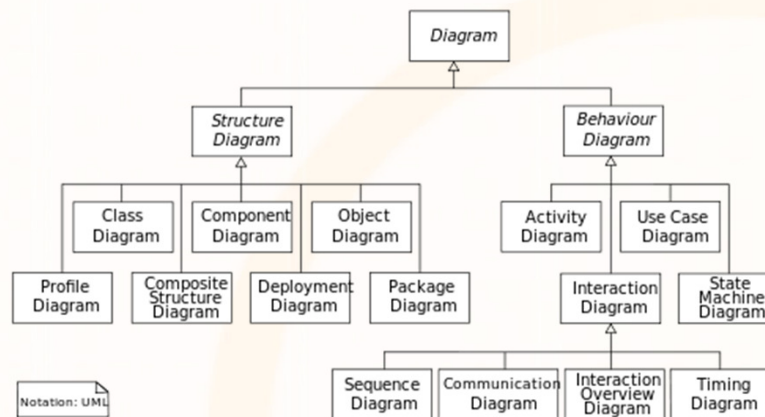 Diagram
Structure
Diagram
Behaviour
Diagram
Class
Diagram
Component
Diagram
Object
Diagram
Activity
Diagram
Use Case
Diagram
Profile
Diagram
Composite
Structure
Diagram
Deployment
Diagram
Package
Diagram
Interaction
Diagram
State
Machine
Diagram
Sequence
Diagram
Communication
Diagram
Interaction
Overview
Diagram
Timing
Diagram
Notation: UML